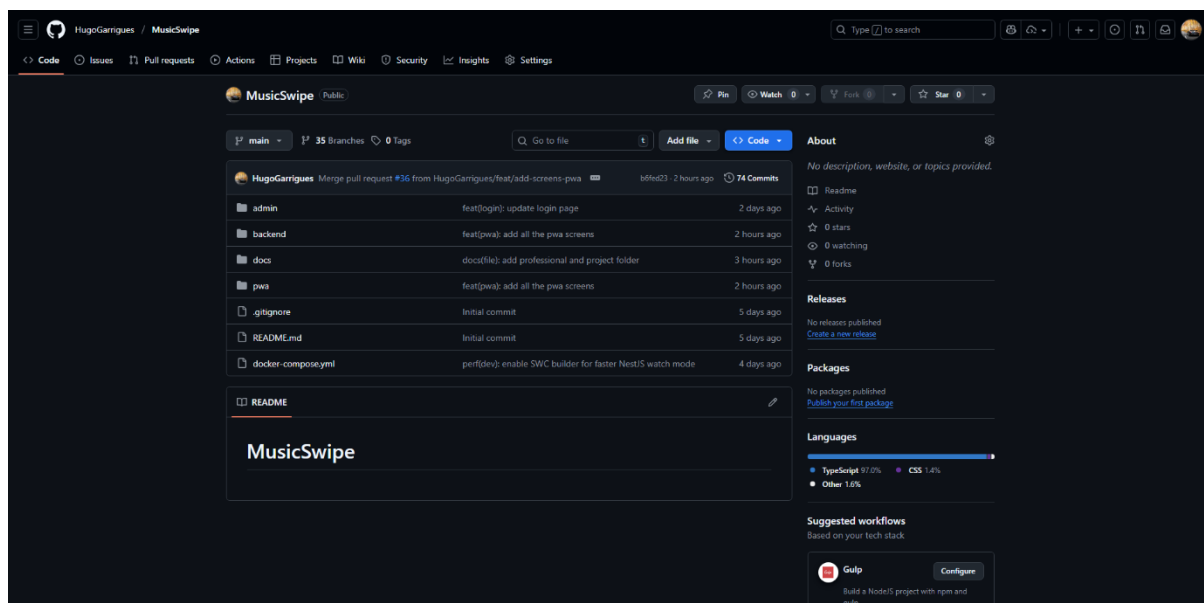 HugoGarrigues / MusicSwipe
Type / to search
Code Issues Pull requests Actions Projects Wiki Security Insights Settings
MusicSwipe Public
Pin Watch 0 Fork 0 Star 0
main 35 Branches 0 Tags Go to file t Add file Code
HugoGarrigues Merge pull request #36 from HugoGarrigues/feat/add-screens-pwa b6fed23 · 2 hours ago 74 Commits
admin feat(login): update login page 2 days ago
backend feat(pwa): add all the pwa screens 2 hours ago
docs docs(file): add professional and project folder 3 hours ago
pwa feat(pwa): add all the pwa screens 2 hours ago
.gitignore Initial commit 5 days ago
README.md Initial commit 5 days ago
docker-compose.yml perf(dev): enable SWC builder for faster NestJS watch mode 4 days ago
README
MusicSwipe
About
No description, website, or topics provided.
Readme
Activity
0 stars
0 watching
0 forks
Releases
No releases published
Create a new release
Packages
No packages published
Publish your first package
Languages
TypeScript 97.0% CSS 1.4%
Other 1.6%
Suggested workflows
Based on your tech stack
Gulp Configure
Build a NodeJS project with npm and